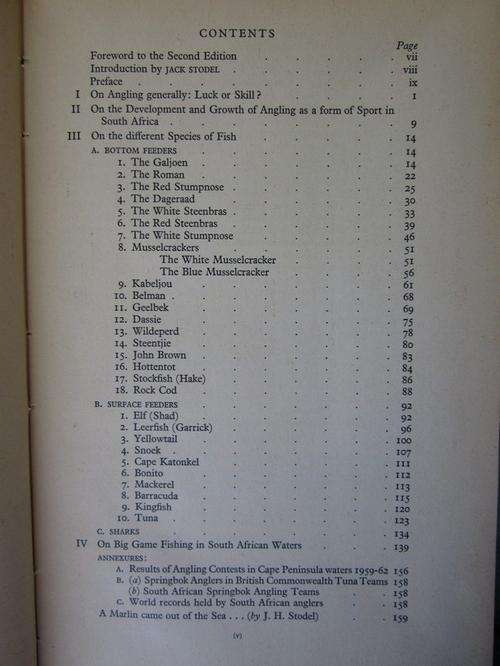 CONTENTS
Page
Foreword to the Second Edition vii
Introduction by JACK STODEL viii
Preface ix
I On Angling generally: Luck or Skill? 1
II On the Development and Growth of Angling as a form of Sport in
South Africa 9
III On the different Species of Fish 14
A. BOTTOM FEEDERS 14
1. The Galjoen 14
2. The Roman 22
3. The Red Stumpnose 25
4. The Dageraad 30
5. The White Steenbras 33
6. The Red Steenbras 39
7. The White Stumpnose 46
8. Musselcrackers 51
The White Musselcracker 51
The Blue Musselcracker 56
9. Kabeljou 61
10. Belman 68
11. Geelbek 69
12. Dassie 75
13. Wildeperd 78
14. Steentjie 80
15. John Brown 83
16. Hottentot 84
17. Stockfish (Hake) 86
18. Rock Cod 88
B. SURFACE FEEDERS 92
1. Elf (Shad) 92
2. Leerfish (Garrick) 96
3. Yellowtail 100
4. Snoek 107
5. Cape Katonkel 111
6. Bonito 112
7. Mackerel 113
8. Barracuda 115
9. Kingfish 120
10. Tuna 123
C. SHARKS 134
IV On Big Game Fishing in South African Waters 139
ANNEXURES:
A. Results of Angling Contests in Cape Peninsula waters 1959-62 156
B. (a) Springbok Anglers in British Commonwealth Tuna Teams 158
(b) South African Springbok Angling Teams 158
C. World records held by South African anglers 158
A Marlin came out of the Sea . . . (by J. H. Stodel) 159
(v)